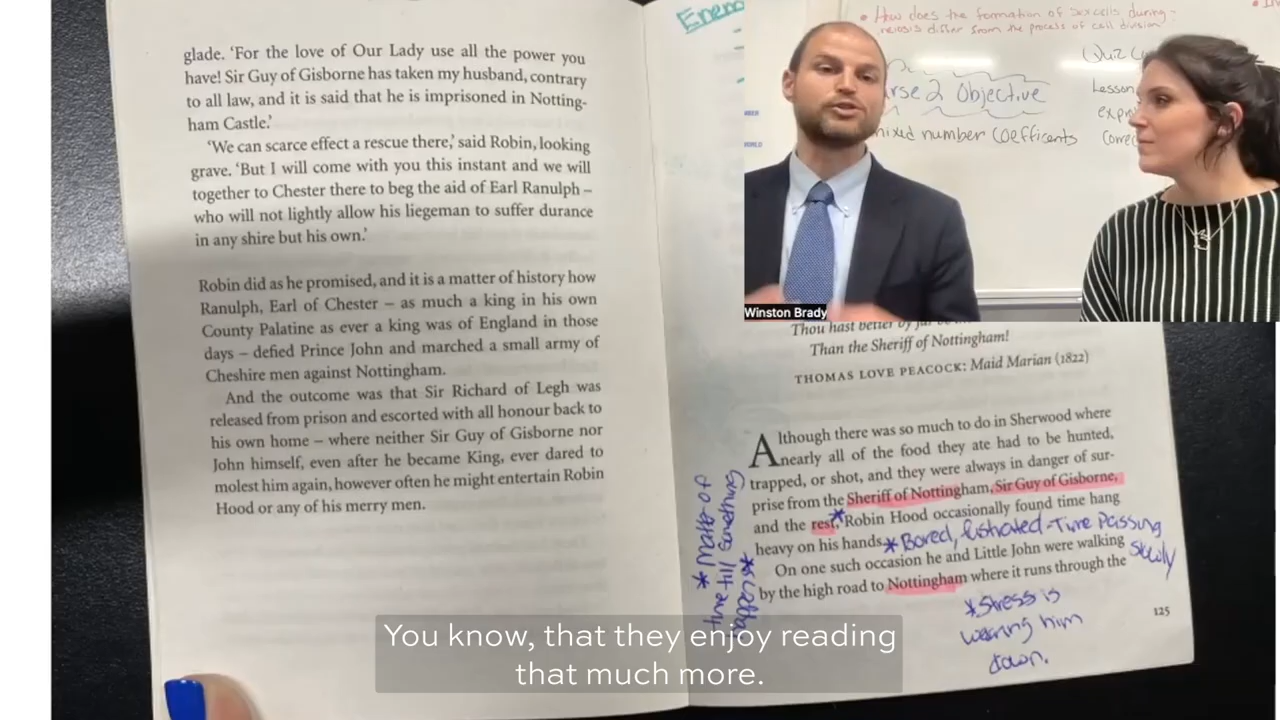 glade. ‘For the love of Our Lady use all the power you
have! Sir Guy of Gisborne has taken my husband, contrary
to all law, and it is said that he is imprisoned in Notting-
ham Castle.’
‘We can scarce effect a rescue there,’ said Robin, looking
grave. ‘But I will come with you this instant and we will
together to Chester there to beg the aid of Earl Ranulph –
who will not lightly allow his liegeman to suffer durance
in any shire but his own.’
Robin did as he promised, and it is a matter of history how
Ranulph, Earl of Chester – as much a king in his own
County Palatine as ever a king was of England in those
days – defied Prince John and marched a small army of
Cheshire men against Nottingham.
And the outcome was that Sir Richard of Legh was
released from prison and escorted with all honour back to
his own home – where neither Sir Guy of Gisborne nor
John himself, even after he became King, ever dared to
molest him again, however often he might entertain Robin
Hood or any of his merry men.
How does the formation of sex cells during
differ from the process of cell division
Quiz
2 Objective
Lesson
mixed number Coefficents
Winston Brady
Thou hast better by
Than the Sheriff of Nottingham!
THOMAS LOVE PEACOCK: Maid Marian (1822)
Although there was so much to do in Sherwood where
nearly all of the food they ate had to be hunted,
trapped, or shot, and they were always in danger of sur-
prise from the Sheriff of Nottingham, Sir Guy of Gisborne,
and the rest,* Robin Hood occasionally found time hang
heavy on his hands. * Bored, fustrated - Time Passing
Slowly
On one such occasion he and Little John were walking
by the high road to Nottingham where it runs through the
* Matter of
time till something
* Stress is
wearing him
down.
125
You know, that they enjoy reading
that much more.